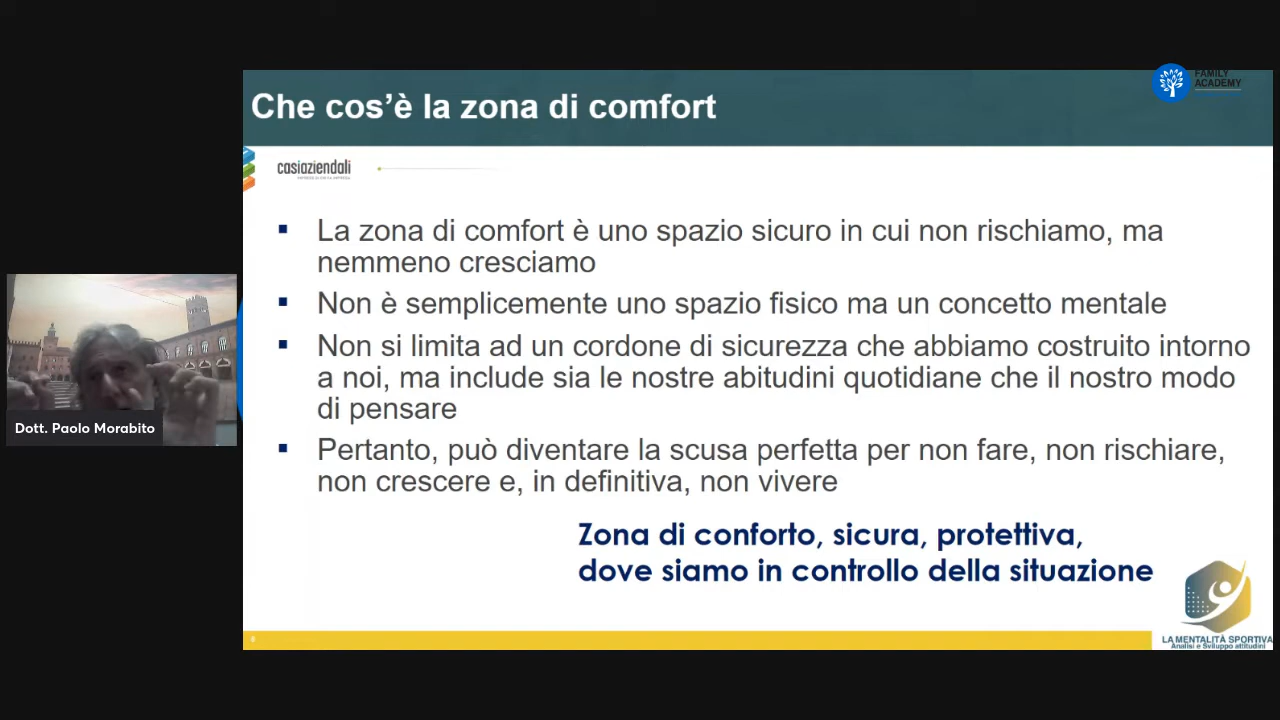 FAMILY
ACADEMY
Che cos’è la zona di comfort
casiaziendali
La zona di comfort è uno spazio sicuro in cui non rischiamo, ma
nemmeno cresciamo
Non è semplicemente uno spazio fisico ma un concetto mentale
Non si limita ad un cordone di sicurezza che abbiamo costruito intorno
a noi, ma include sia le nostre abitudini quotidiane che il nostro modo
di pensare
Pertanto, può diventare la scusa perfetta per non fare, non rischiare,
non crescere e, in definitiva, non vivere
Dott. Paolo Morabito
Zona di conforto, sicura, protettiva,
dove siamo in controllo della situazione
LA MENTALITÀ SPORTIVA
Analisi e Sviluppo attitudini